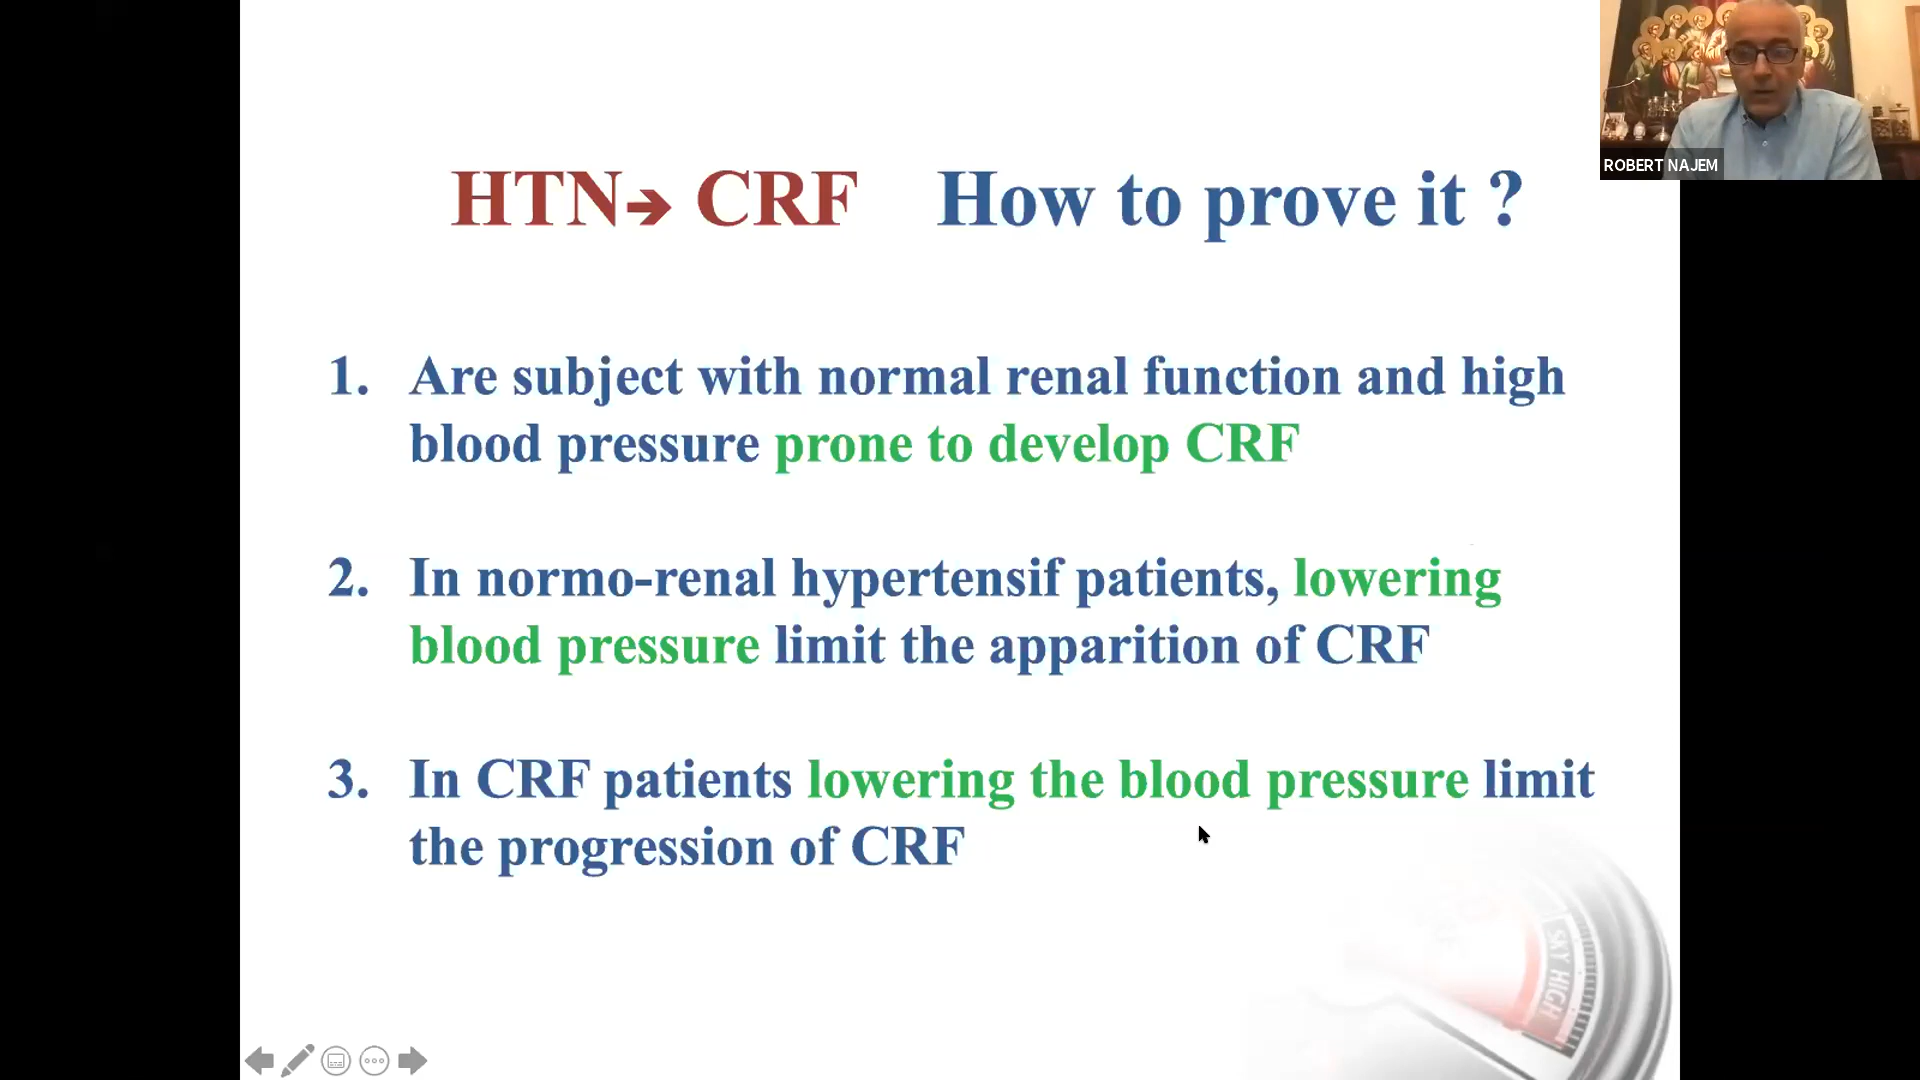 HTN➔ CRF How to prove it ?
ROBERT NAJEM
1. Are subject with normal renal function and high
blood pressure prone to develop CRF
2. In normo-renal hypertensif patients, lowering
blood pressure limit the apparition of CRF
3. In CRF patients lowering the blood pressure limit
the progression of CRF
SKY HIGH